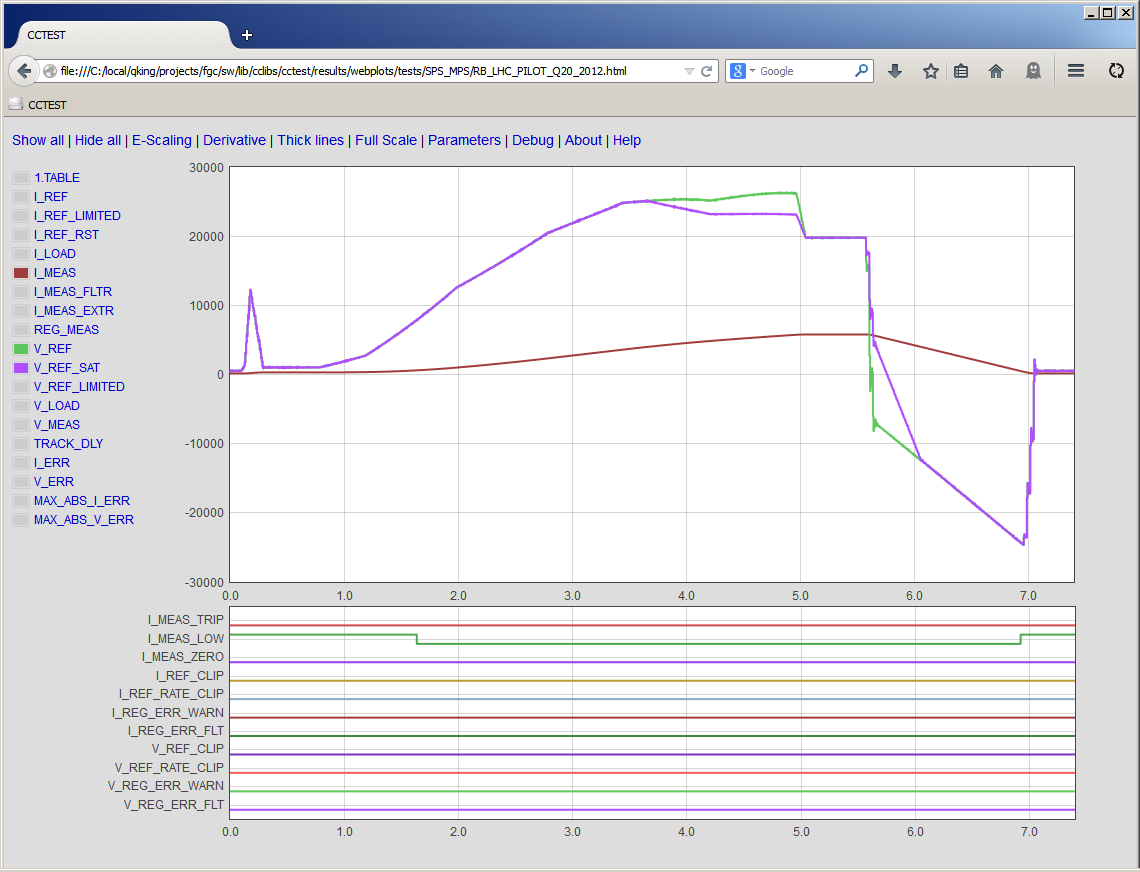 CCTEST
file:///C:/local/qking/projects/fgc/sw/lib/cclibs/cctest/results/webplots/tests/SPS_MPS/RB_LHC_PILOT_Q20_2012.html
8 Google
CCTEST
Show all | Hide all | E-Scaling | Derivative | Thick lines | Full Scale | Parameters | Debug | About | Help
1.TABLE
I_REF
I_REF_LIMITED
I_REF_RST
I_LOAD
I_MEAS
I_MEAS_FLTR
I_MEAS_EXTR
REG_MEAS
V_REF
V_REF_SAT
V_REF_LIMITED
V_LOAD
V_MEAS
TRACK_DLY
I_ERR
V_ERR
MAX_ABS_I_ERR
MAX_ABS_V_ERR
30000
20000
10000
0
-10000
-20000
-30000
0.0 1.0 2.0 3.0 4.0 5.0 6.0 7.0
I_MEAS_TRIP
I_MEAS_LOW
I_MEAS_ZERO
I_REF_CLIP
I_REF_RATE_CLIP
I_REG_ERR_WARN
I_REG_ERR_FLT
V_REF_CLIP
V_REF_RATE_CLIP
V_REG_ERR_WARN
V_REG_ERR_FLT
0.0 1.0 2.0 3.0 4.0 5.0 6.0 7.0